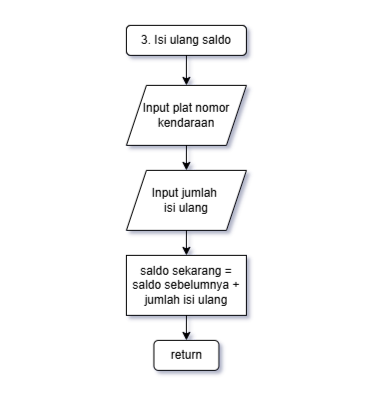 3. Isi ulang saldo
Input plat nomor
kendaraan
Input jumlah
isi ulang
saldo sekarang =
saldo sebelumnya +
jumlah isi ulang
return